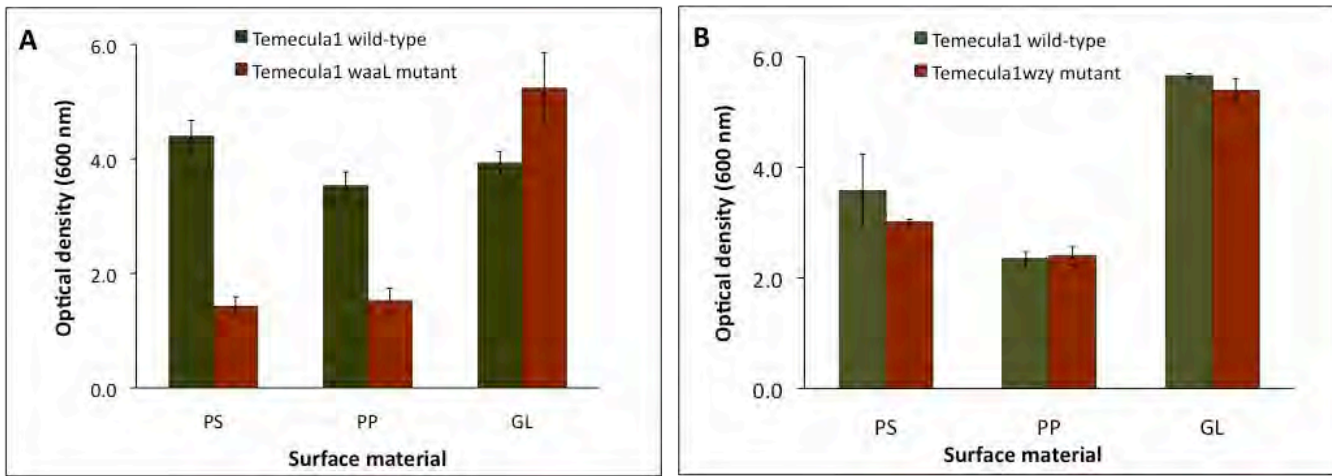 A
Temecula1 wild-type
Temecula1 waaL mutant
Optical density (600 nm)
6.0
4.0
2.0
0.0
PS PP GL
Surface material
B
Temecula1 wild-type
Temecula1wzy mutant
Optical density (600 nm)
6.0
4.0
2.0
0.0
PS PP GL
Surface material